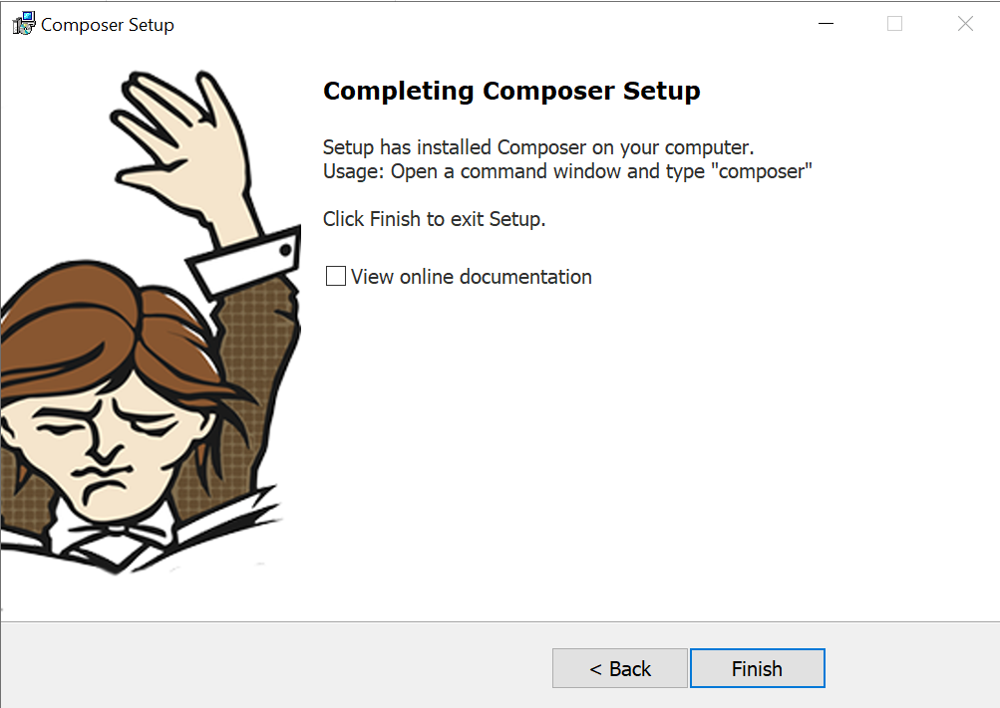 Composer Setup
Completing Composer Setup
Setup has installed Composer on your computer.
Usage: Open a command window and type "composer"
Click Finish to exit Setup.
View online documentation
< Back
Finish